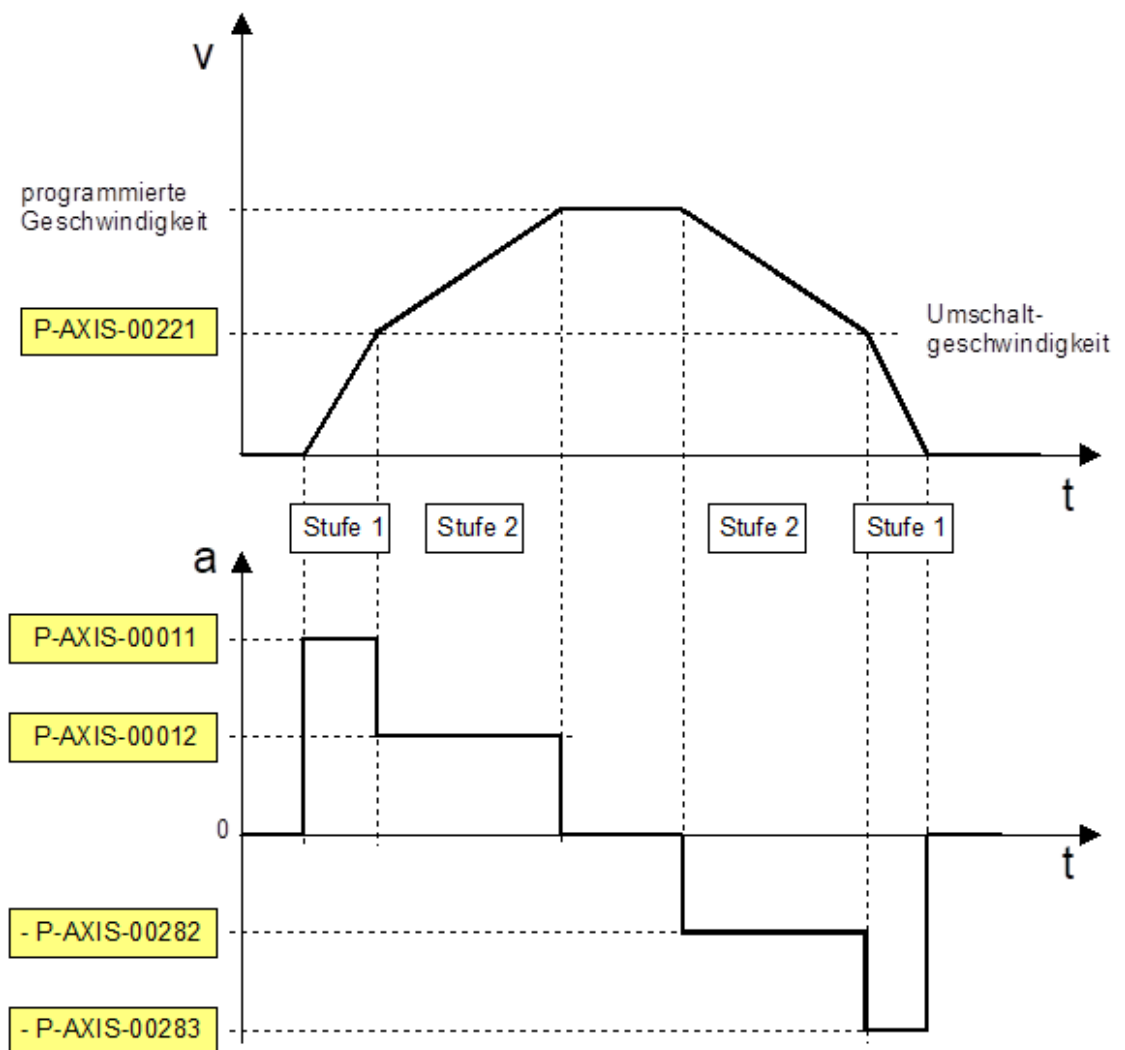 v
programmierte
Geschwindigkeit
P-AXIS-00221
Umschalt-
geschwindigkeit
t
Stufe 1
Stufe 2
Stufe 2
Stufe 1
a
P-AXIS-00011
P-AXIS-00012
0
t
- P-AXIS-00282
- P-AXIS-00283